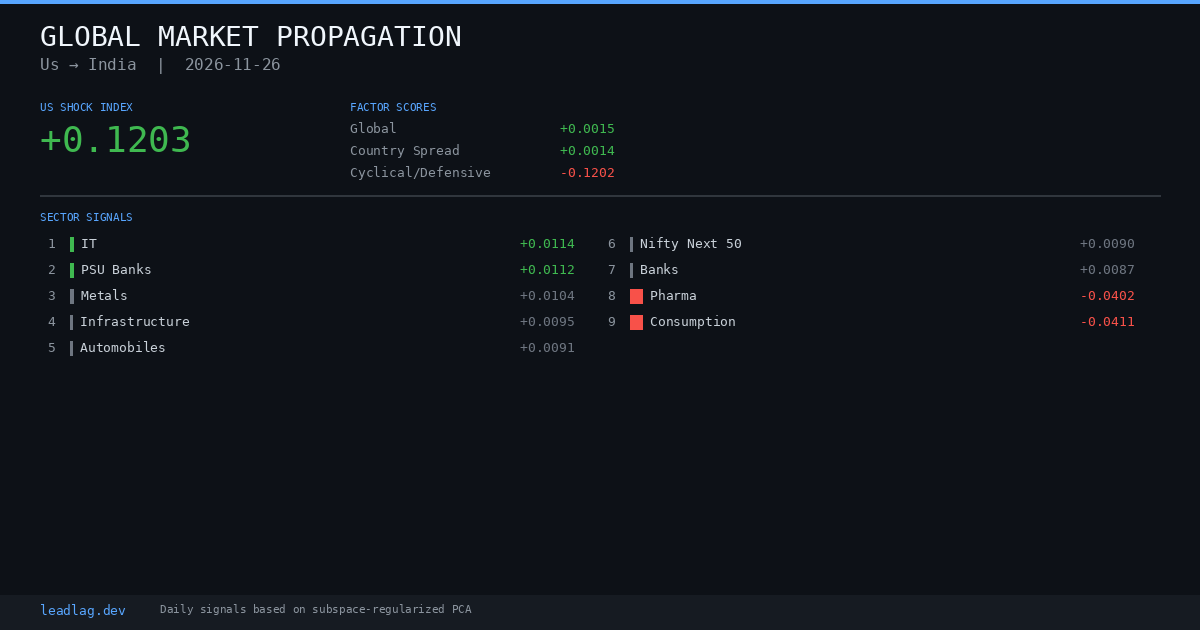 GLOBAL MARKET PROPAGATION
Us → India | 2026-11-26
US SHOCK INDEX
+0.1203
FACTOR SCORES
Global +0.0015
Country Spread +0.0014
Cyclical/Defensive -0.1202
SECTOR SIGNALS
1 IT +0.0114
2 PSU Banks +0.0112
3 Metals +0.0104
4 Infrastructure +0.0095
5 Automobiles +0.0091
6 Nifty Next 50 +0.0090
7 Banks +0.0087
8 Pharma -0.0402
9 Consumption -0.0411
leadlag.dev Daily signals based on subspace-regularized PCA